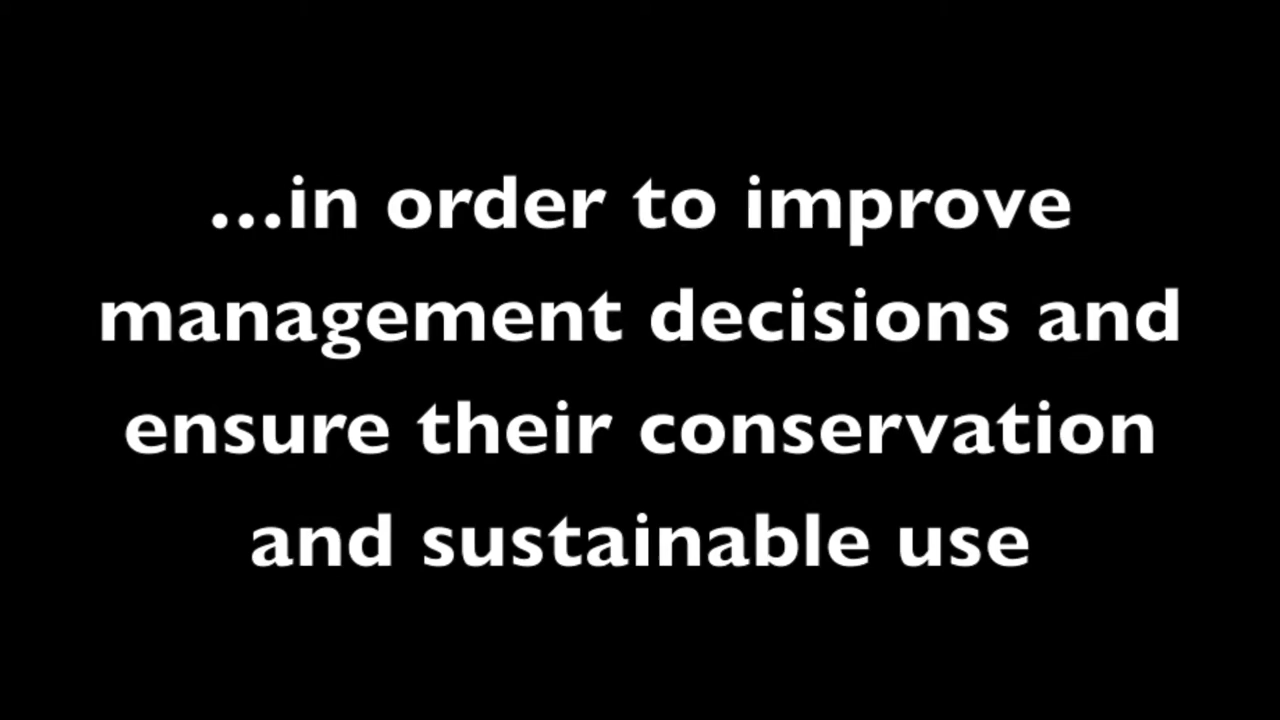 ...in order to improve
management decisions and
ensure their conservation
and sustainable use